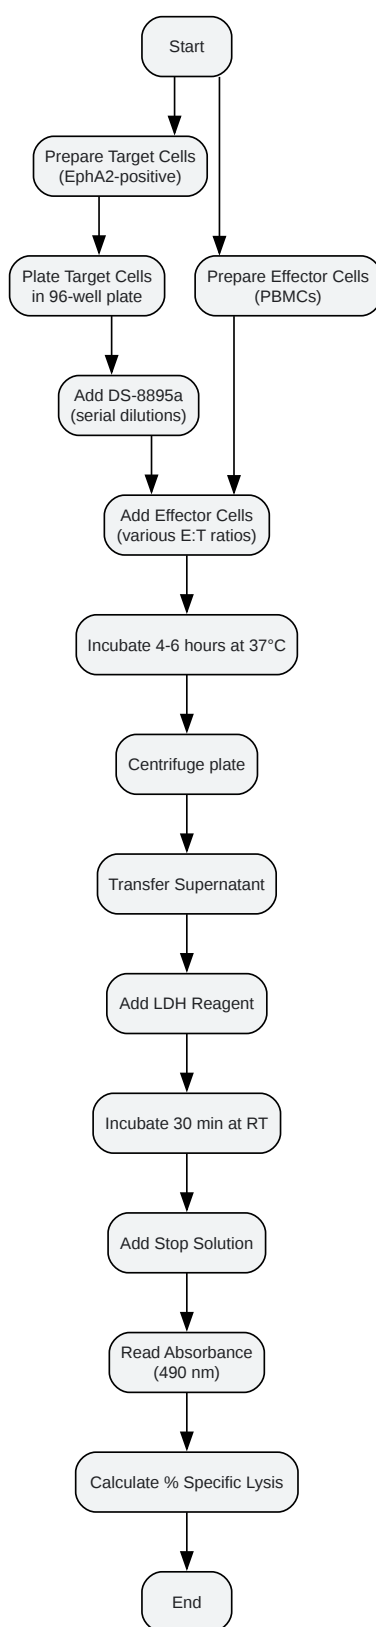 Start
Prepare Target Cells
(EphA2-positive)
Plate Target Cells
in 96-well plate
Prepare Effector Cells
(PBMCs)
Add DS-8895a
(serial dilutions)
Add Effector Cells
(various E:T ratios)
Incubate 4-6 hours at 37°C
Centrifuge plate
Transfer Supernatant
Add LDH Reagent
Incubate 30 min at RT
Add Stop Solution
Read Absorbance
(490 nm)
Calculate % Specific Lysis
End